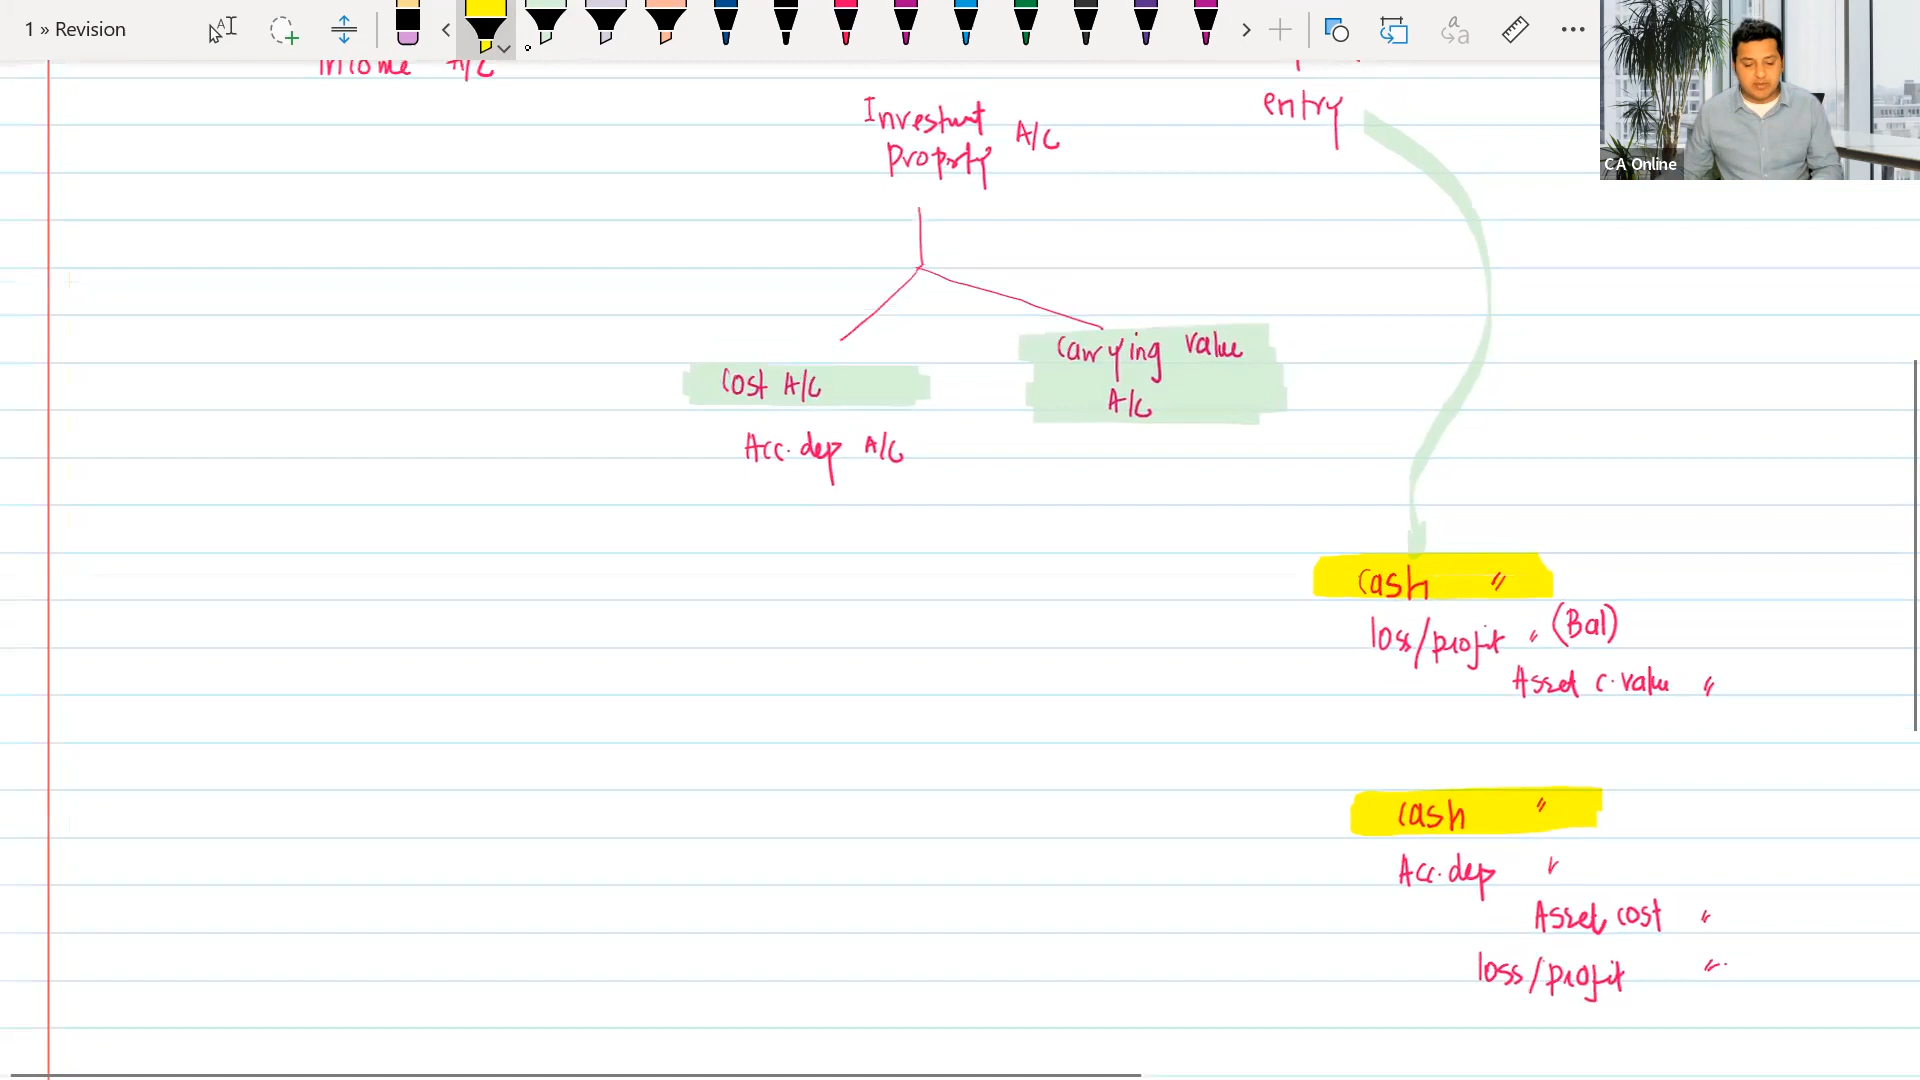 1 » Revision
Income A/C
Investmt
property A/C
entry
CA Online
Cost A/C
Carrying value
A/C
Acc. dep A/C
Cash "
loss/profit " (Bal)
Asset c. value "
Cash "
Acc. dep "
Asset cost "
loss/profit "